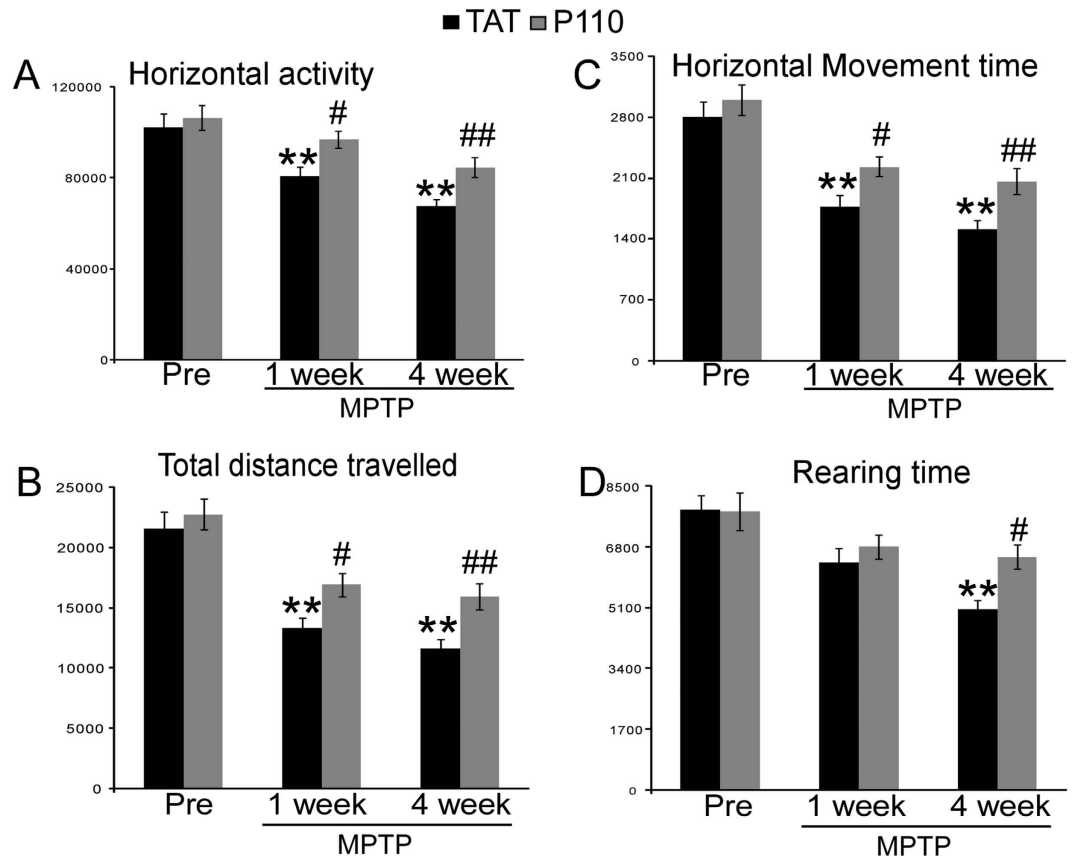 TAT P110
A Horizontal activity
120000
80000
40000
0
# 
##
**
**
Pre 1 week 4 week
MPTP
C Horizontal Movement time
3500
2800
2100
1400
700
0
#
##
**
**
Pre 1 week 4 week
MPTP
B Total distance travelled
25000
20000
15000
10000
5000
0
#
##
**
**
Pre 1 week 4 week
MPTP
D Rearing time
8500
6800
5100
3400
1700
0
#
**
Pre 1 week 4 week
MPTP